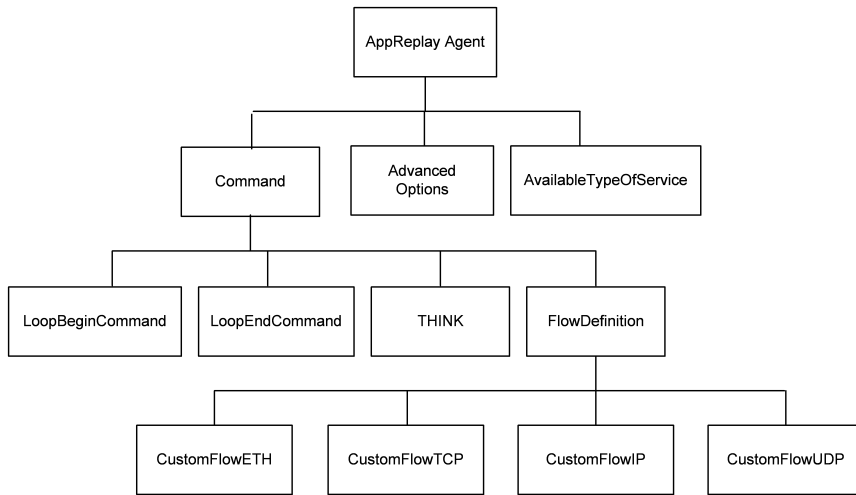 AppReplay Agent
Command
Advanced
Options
AvailableTypeOfService
LoopBeginCommand
LoopEndCommand
THINK
FlowDefinition
CustomFlowETH
CustomFlowTCP
CustomFlowIP
CustomFlowUDP